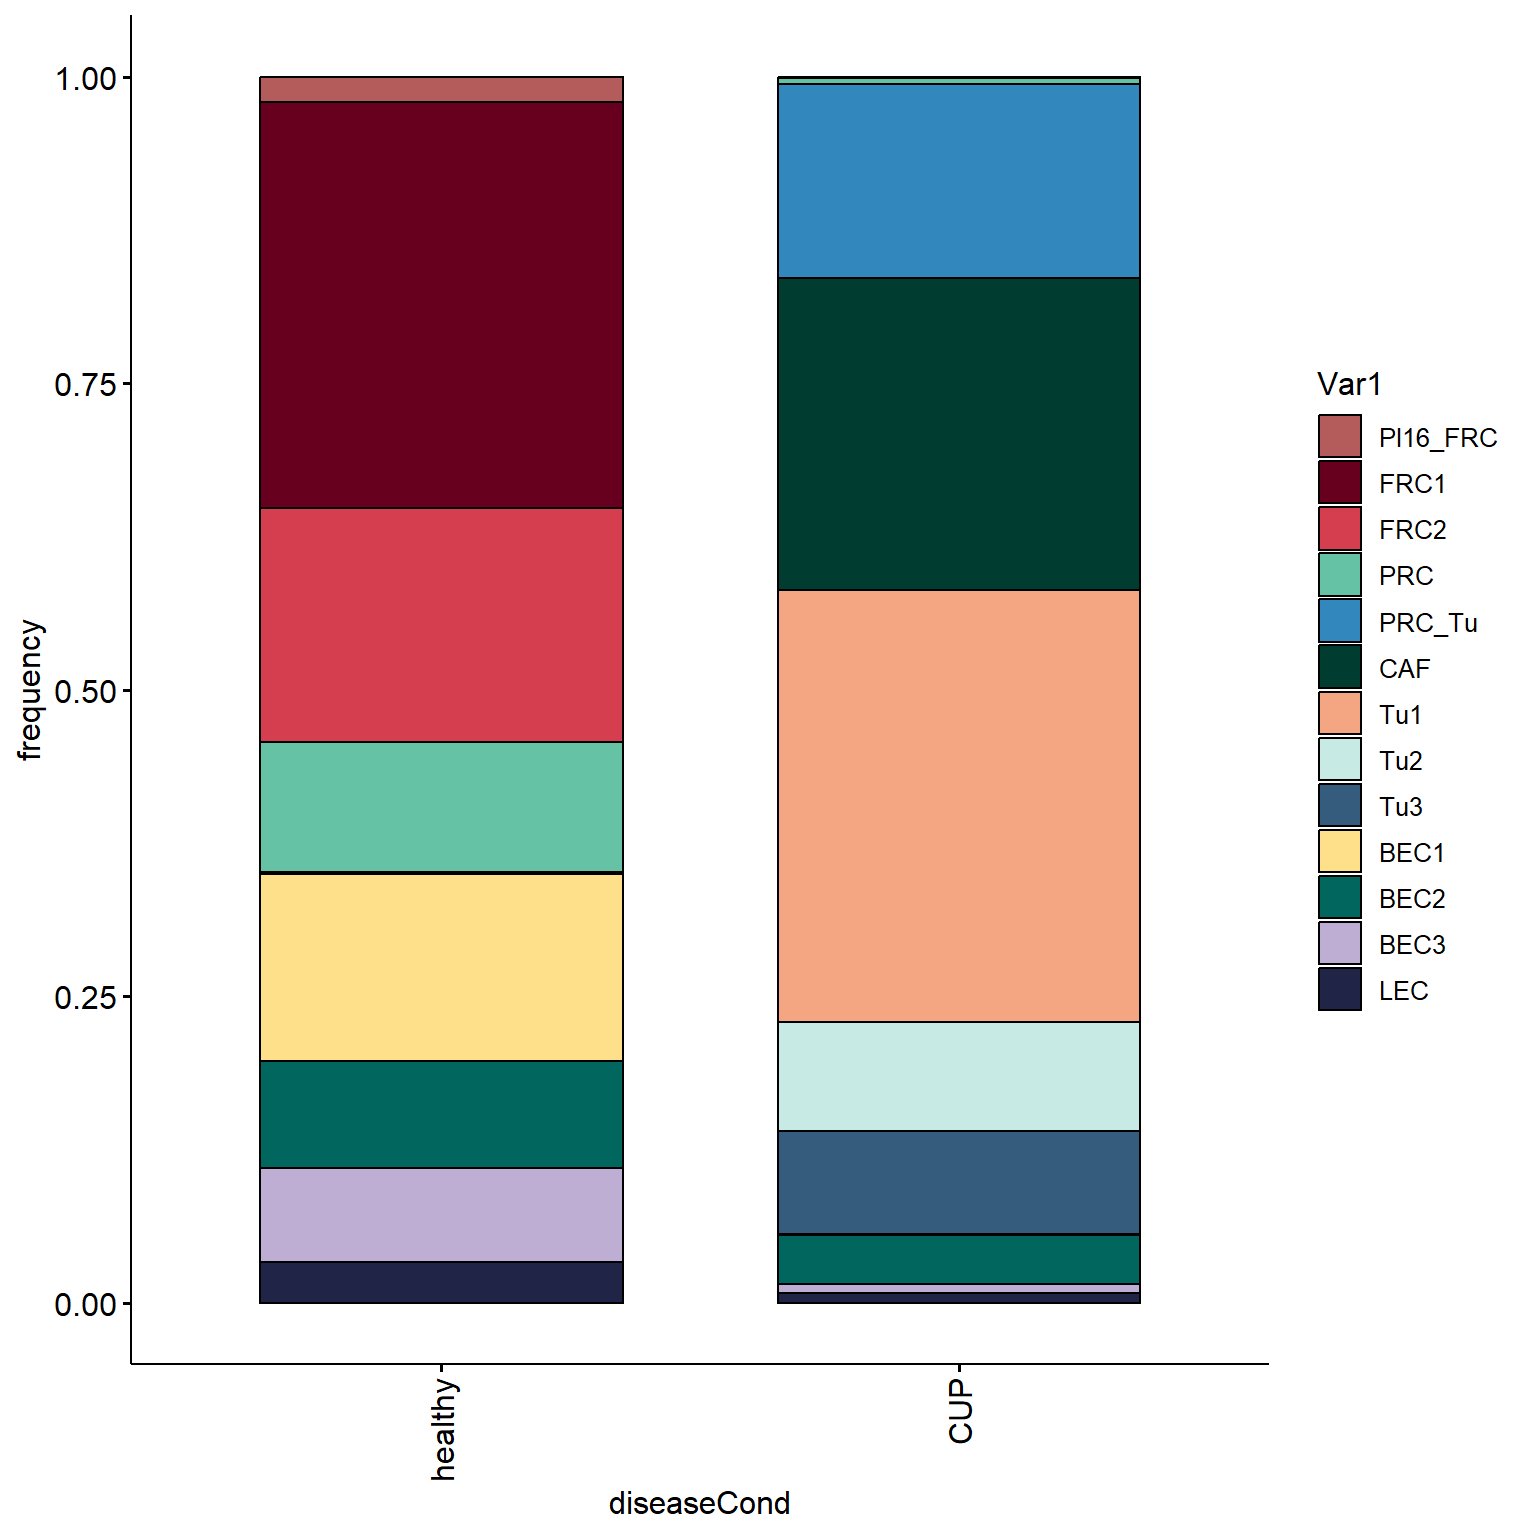 1.00
0.75
0.50
0.25
0.00
frequency
healthy
CUP
diseaseCond
Var1
PI16_FRC
FRC1
FRC2
PRC
PRC_Tu
CAF
Tu1
Tu2
Tu3
BEC1
BEC2
BEC3
LEC